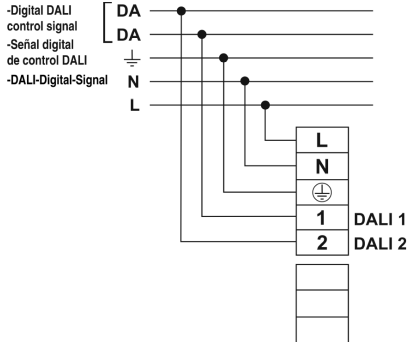 -Digital DALI
control signal
-Señal digital
de control DALI
-DALI-Digital-Signal
DA
DA
N
L
L
N
1 DALI 1
2 DALI 2